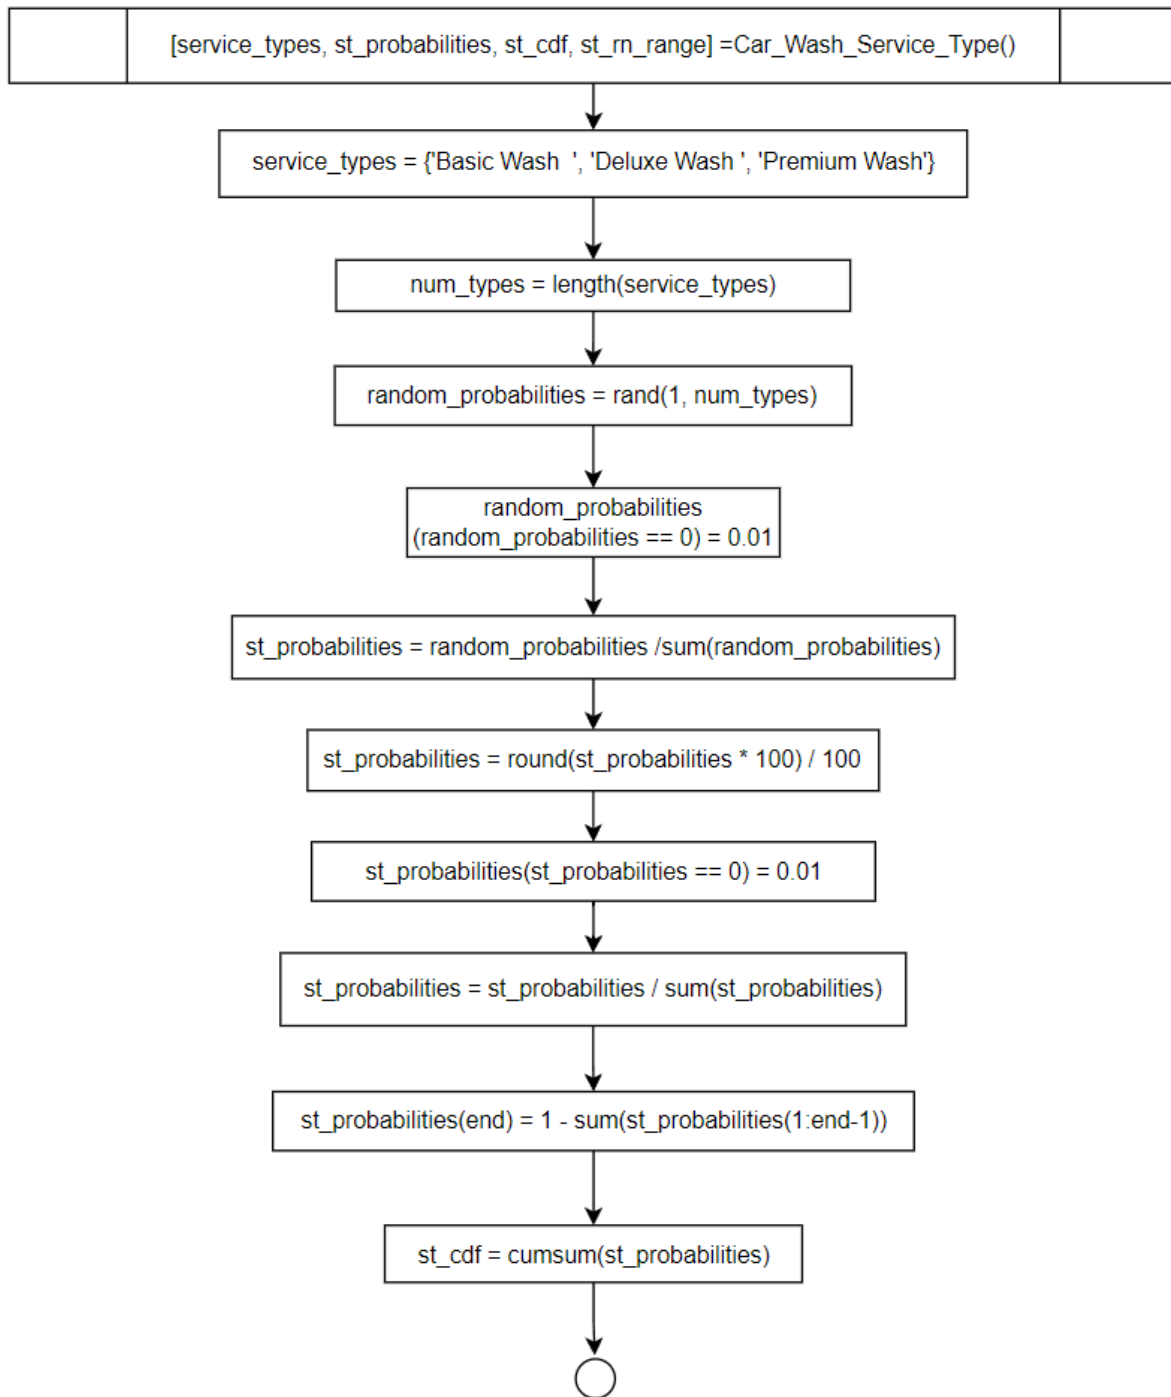 [service_types, st_probabilities, st_cdf, st_rn_range] =Car_Wash_Service_Type()
service_types = {'Basic Wash  ', 'Deluxe Wash ', 'Premium Wash'}
num_types = length(service_types)
random_probabilities = rand(1, num_types)
random_probabilities
(random_probabilities == 0) = 0.01
st_probabilities = random_probabilities /sum(random_probabilities)
st_probabilities = round(st_probabilities * 100) / 100
st_probabilities(st_probabilities == 0) = 0.01
st_probabilities = st_probabilities / sum(st_probabilities)
st_probabilities(end) = 1 - sum(st_probabilities(1:end-1))
st_cdf = cumsum(st_probabilities)